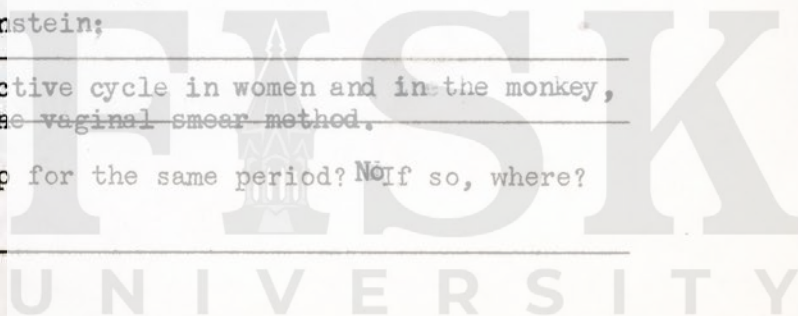 nstein;
ctive cycle in women and in the monkey,
e vaginal smear method.
p for the same period? No If so, where?
FISK
UNIVERSITY